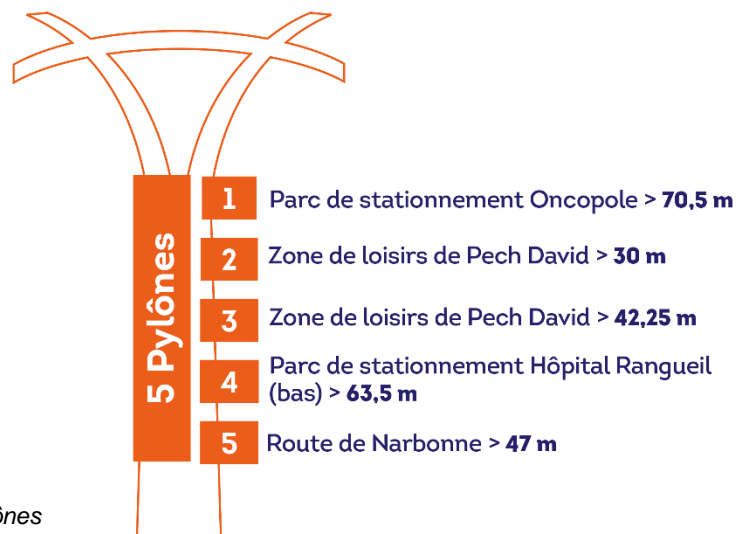 5 Pylônes
1 Parc de stationnement Oncopole > 70,5 m
2 Zone de loisirs de Pech David > 30 m
3 Zone de loisirs de Pech David > 42,25 m
4 Parc de stationnement Hôpital Rangueil
(bas) > 63,5 m
5 Route de Narbonne > 47 m